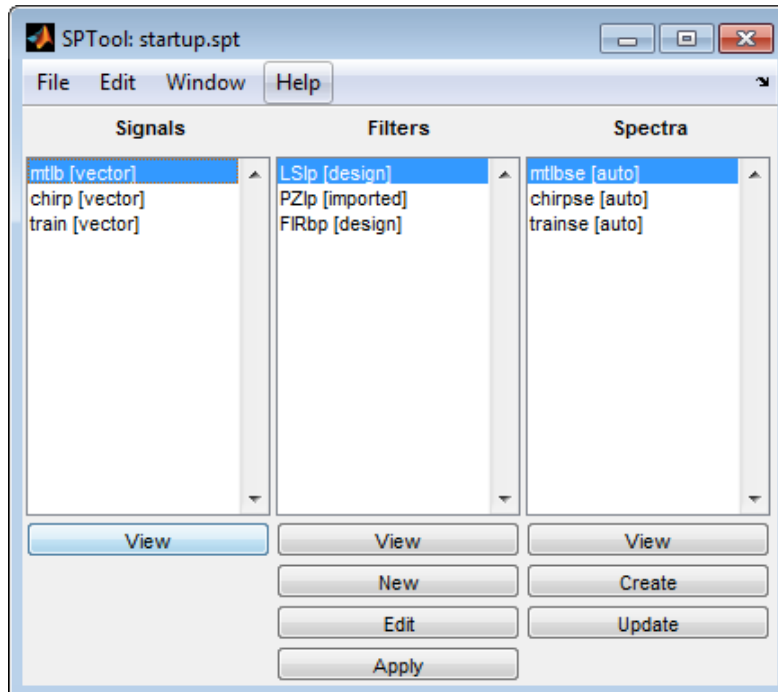 SPTool: startup.spt
File Edit Window Help
Signals Filters Spectra
mtlb [vector] LSlp [design] mtlbse [auto]
chirp [vector] PZlp [imported] chirpse [auto]
train [vector] FIRbp [design] trainse [auto]
View View View
New Create
Edit Update
Apply